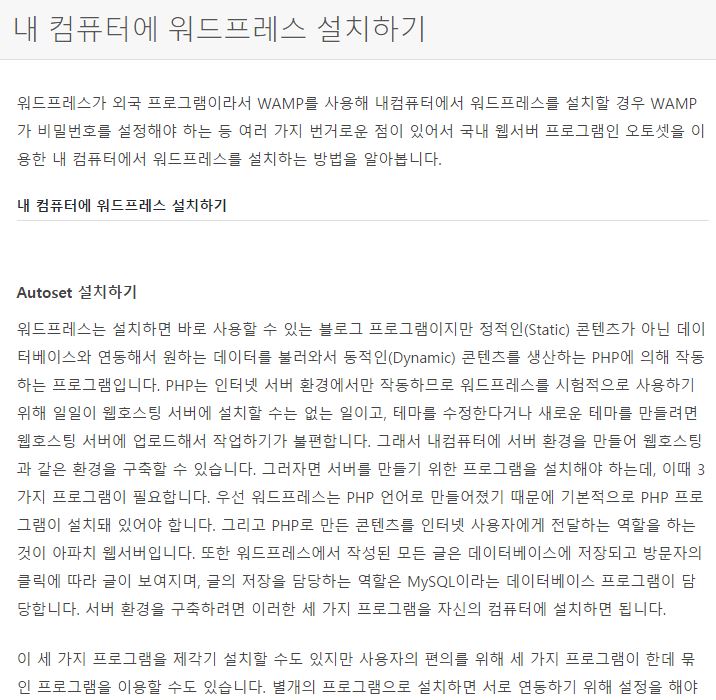 내 컴퓨터에 워드프레스 설치하기
워드프레스가 외국 프로그램이라서 WAMP를 사용해 내컴퓨터에서 워드프레스를 설치할 경우 WAMP
가 비밀번호를 설정해야 하는 등 여러 가지 번거로운 점이 있어서 국내 웹서버 프로그램인 오토셋을 이
용한 내 컴퓨터에서 워드프레스를 설치하는 방법을 알아봅니다.
내 컴퓨터에 워드프레스 설치하기
Autoset 설치하기
워드프레스는 설치하면 바로 사용할 수 있는 블로그 프로그램이지만 정적인(Static) 콘텐츠가 아닌 데이
터베이스와 연동해서 원하는 데이터를 불러와서 동적인(Dynamic) 콘텐츠를 생산하는 PHP에 의해 작동
하는 프로그램입니다. PHP는 인터넷 서버 환경에서만 작동하므로 워드프레스를 시험적으로 사용하기
위해 일일이 웹호스팅 서버에 설치할 수는 없는 일이고, 테마를 수정한다거나 새로운 테마를 만들려면
웹호스팅 서버에 업로드해서 작업하기가 불편합니다. 그래서 내컴퓨터에 서버 환경을 만들어 웹호스팅
과 같은 환경을 구축할 수 있습니다. 그러자면 서버를 만들기 위한 프로그램을 설치해야 하는데, 이때 3
가지 프로그램이 필요합니다. 우선 워드프레스는 PHP 언어로 만들어졌기 때문에 기본적으로 PHP 프로
그램이 설치돼 있어야 합니다. 그리고 PHP로 만든 콘텐츠를 인터넷 사용자에게 전달하는 역할을 하는
것이 아파치 웹서버입니다. 또한 워드프레스에서 작성된 모든 글은 데이터베이스에 저장되고 방문자의
클릭에 따라 글이 보여지며, 글의 저장을 담당하는 역할은 MySQL이라는 데이터베이스 프로그램이 담
당합니다. 서버 환경을 구축하려면 이러한 세 가지 프로그램을 자신의 컴퓨터에 설치하면 됩니다.
이 세 가지 프로그램을 제각기 설치할 수도 있지만 사용자의 편의를 위해 세 가지 프로그램이 한데 묶
인 프로그램을 이용할 수도 있습니다. 별개의 프로그램으로 설치하면 서로 연동하기 위해 설정을 해야